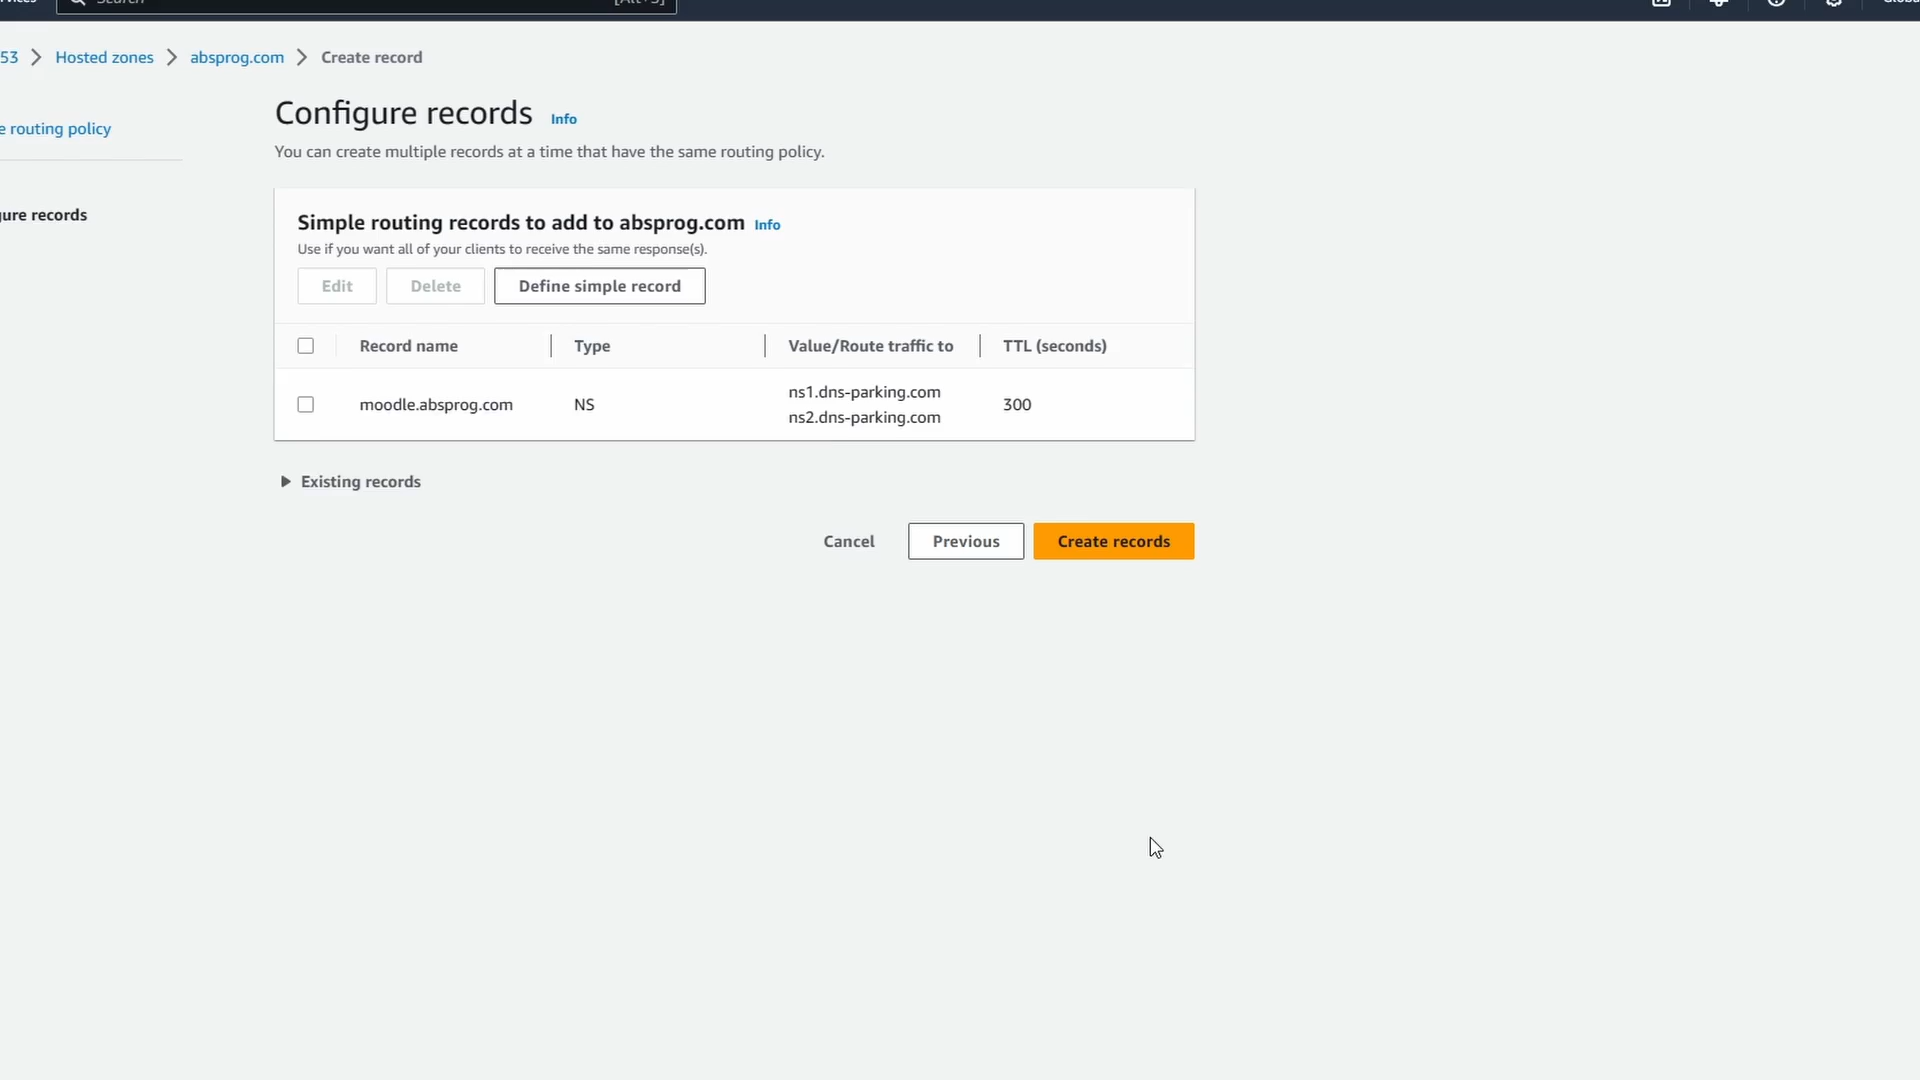 53 > Hosted zones > absprog.com > Create record
routing policy
Configure records Info
You can create multiple records at a time that have the same routing policy.
records
Simple routing records to add to absprog.com Info
Use if you want all of your clients to receive the same response(s).
Edit Delete Define simple record
Record name Type Value/Route traffic to TTL (seconds)
moodle.absprog.com NS ns1.dns-parking.com 300
ns2.dns-parking.com
Existing records
Cancel Previous Create records